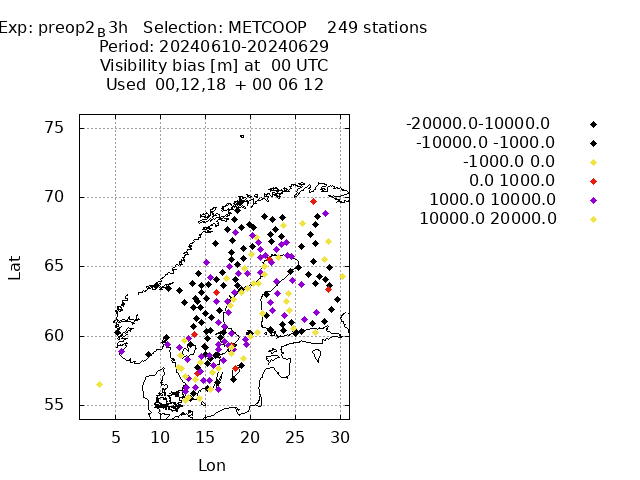 Exp: preop2_B3h   Selection: METCOOP    249 stations
Period: 20240610-20240629
Visibility bias [m] at  00 UTC
Used  00,12,18  + 00 06 12
-20000.0-10000.0
-10000.0 -1000.0
-1000.0 0.0
0.0 1000.0
1000.0 10000.0
10000.0 20000.0
75
70
65
60
55
Lat
5 10 15 20 25 30
Lon